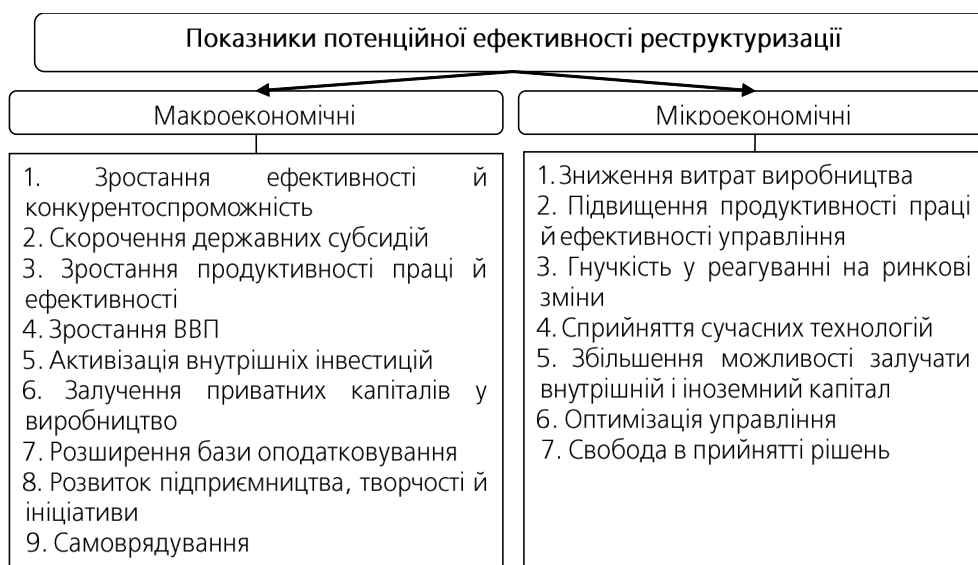 Показники потенційної ефективності реструктуризації
Макроекономічні
1. Зростання ефективності й
конкурентоспроможність
2. Скорочення державних субсидій
3. Зростання продуктивності праці й
ефективності
4. Зростання ВВП
5. Активізація внутрішніх інвестицій
6. Залучення приватних капіталів у
виробництво
7. Розширення бази оподатковування
8. Розвиток підприємництва, творчості й
ініціативи
9. Самоврядування
Мікроекономічні
1. Зниження витрат виробництва
2. Підвищення продуктивності праці
й ефективності управління
3. Гнучкість у реагуванні на ринкові
зміни
4. Сприйняття сучасних технологій
5. Збільшення можливості залучати
внутрішній і іноземний капітал
6. Оптимізація управління
7. Свобода в прийнятті рішень